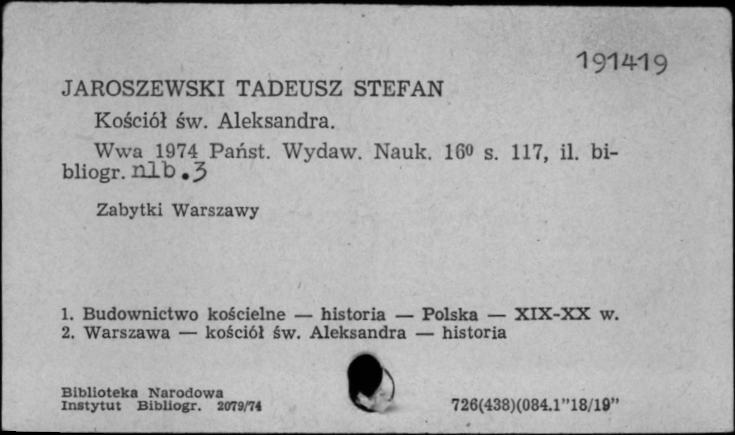 191419
JAROSZEWSKI TADEUSZ STEFAN
Kościół św. Aleksandra.
Wwa 1974 Państ. Wydaw. Nauk. 16⁰ s. 117, il. bi-
bliogr. nlb.3
Zabytki Warszawy
1. Budownictwo kościelne — historia — Polska — XIX-XX w.
2. Warszawa — kościół św. Aleksandra — historia
Biblioteka Narodowa
Instytut Bibliogr. 2079/74
726(438)(084.1"18/19"